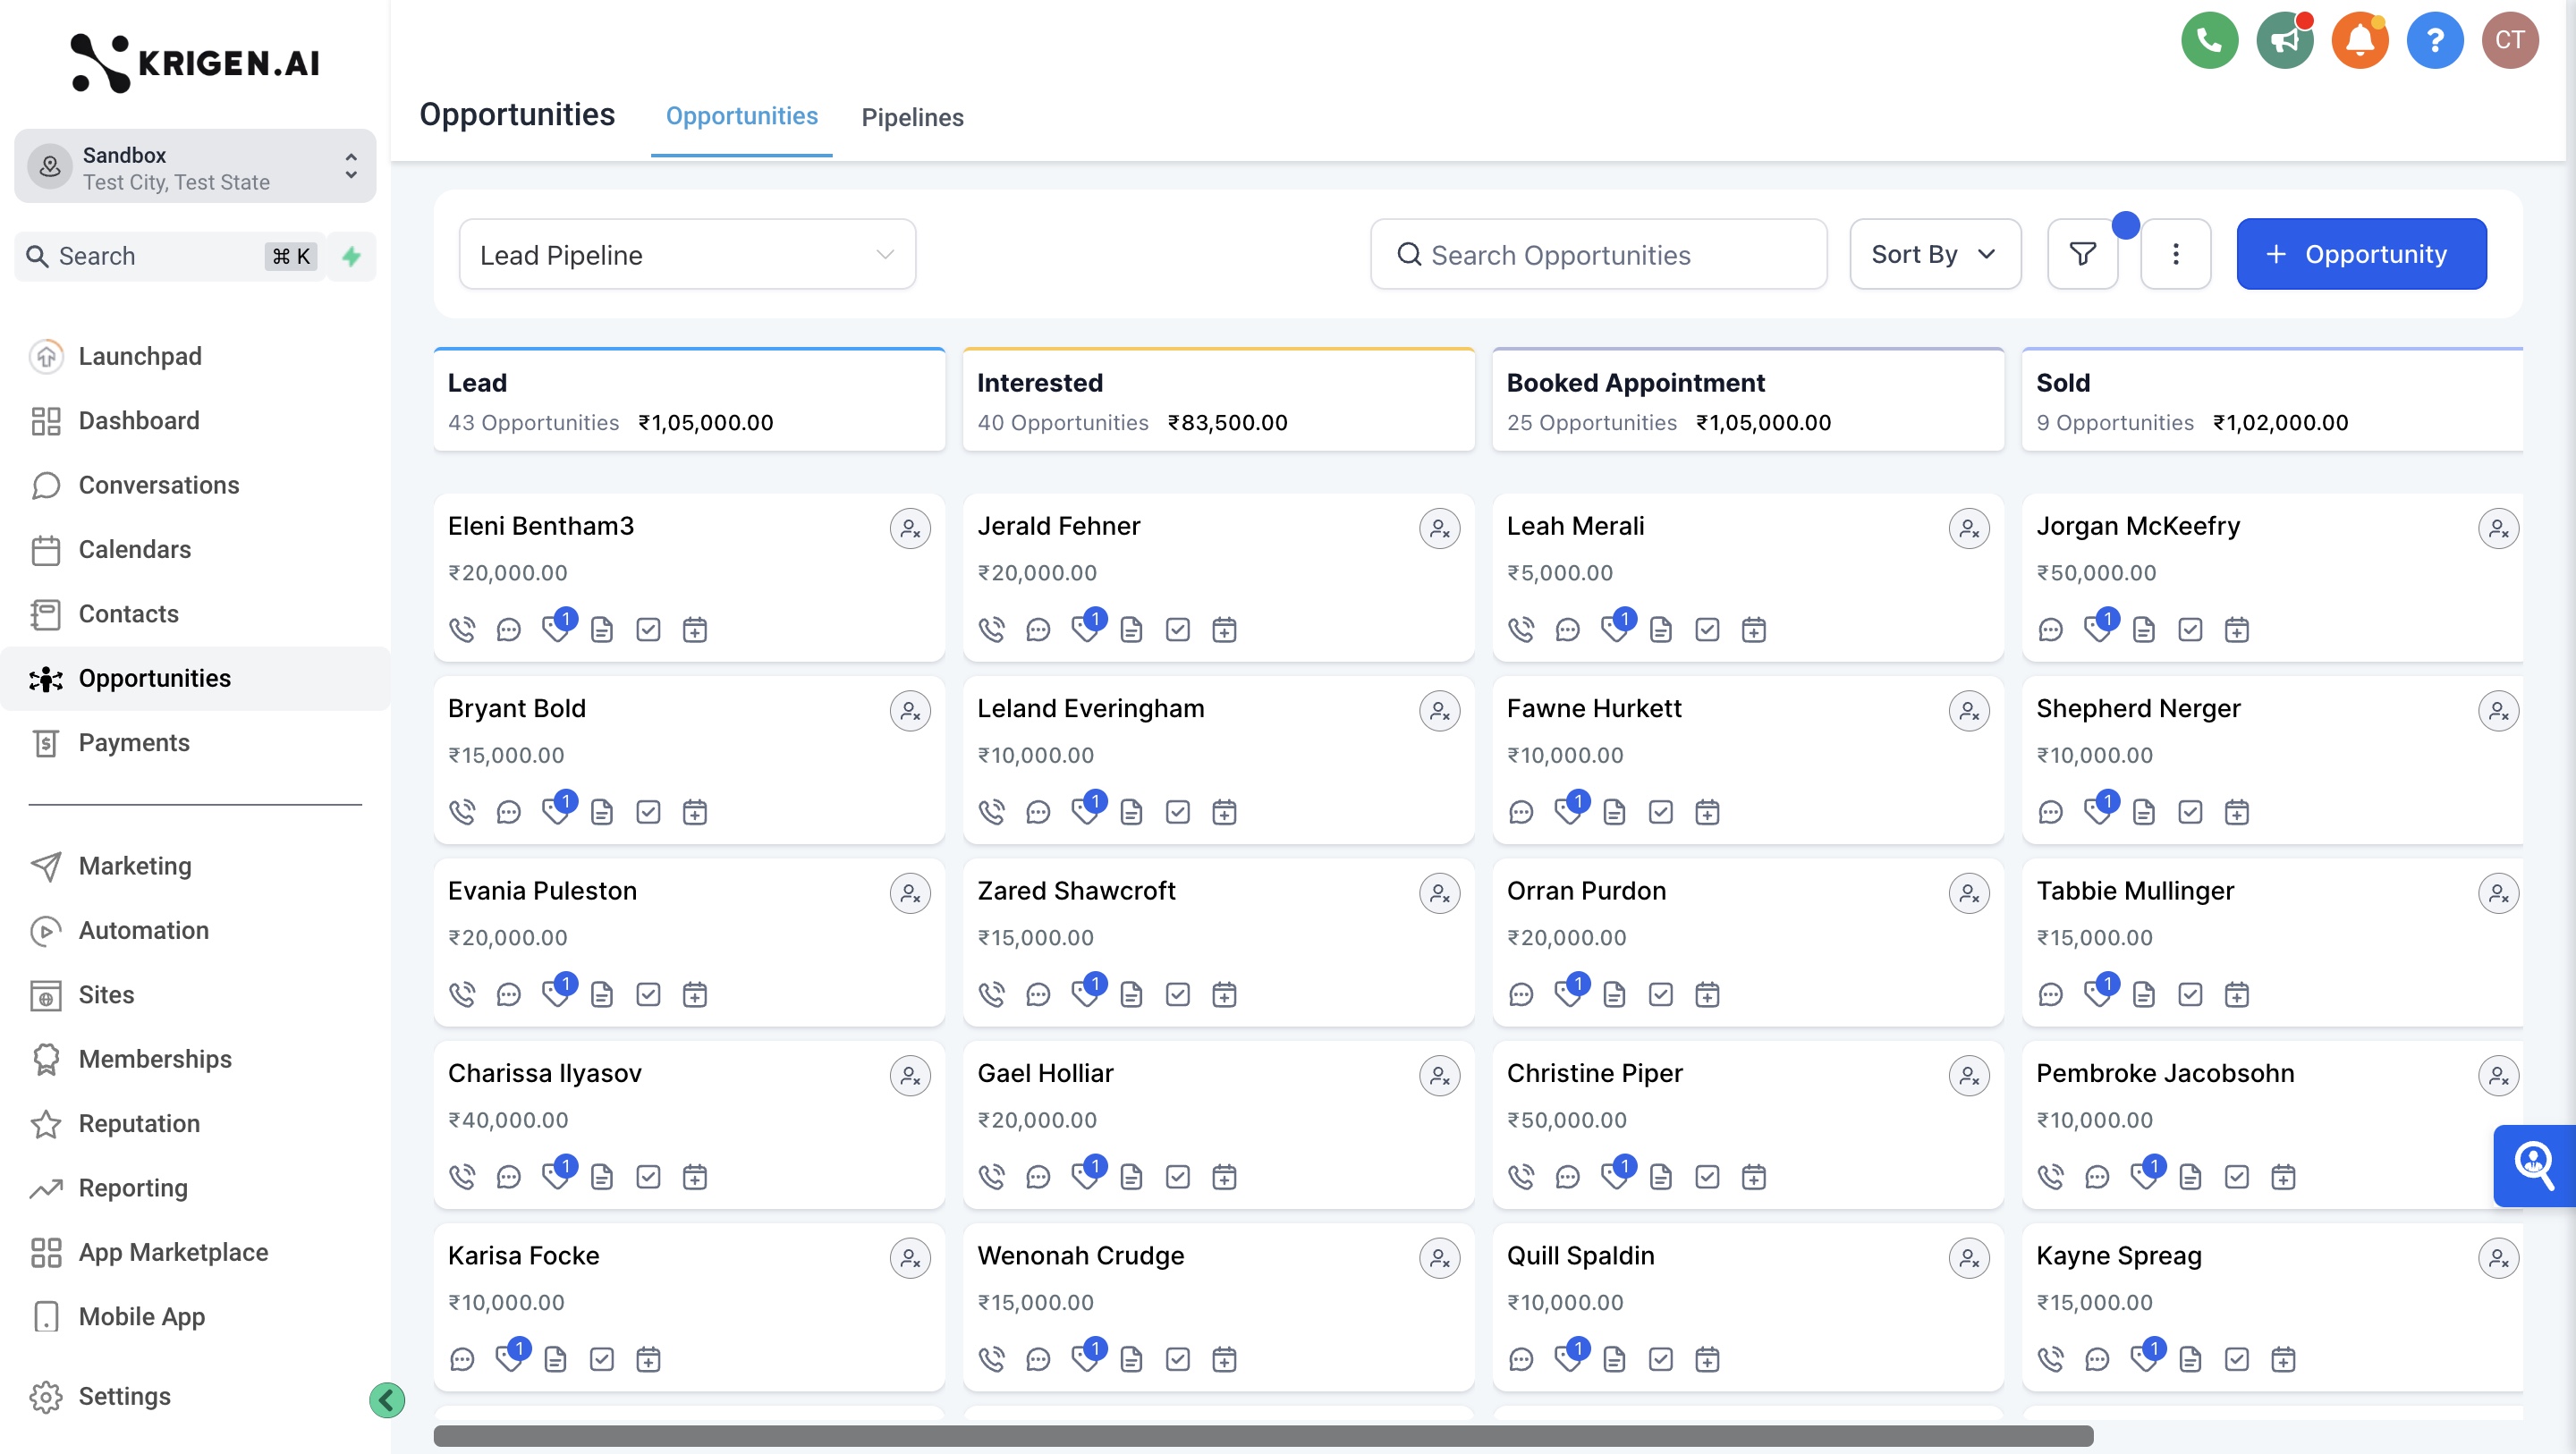 KRIGEN.AI
CT
Opportunities
Opportunities
Pipelines
Sandbox
Test City, Test State
Search
⌘ K
Launchpad
Dashboard
Conversations
Calendars
Contacts
Opportunities
Payments
Marketing
Automation
Sites
Memberships
Reputation
Reporting
App Marketplace
Mobile App
Settings
Lead Pipeline
Search Opportunities
Sort By
+ Opportunity
Lead
43 Opportunities ₹1,05,000.00
Eleni Bentham3
₹20,000.00
1
Bryant Bold
₹15,000.00
1
Evania Puleston
₹20,000.00
1
Charissa Ilyasov
₹40,000.00
1
Karisa Focke
₹10,000.00
1
Interested
40 Opportunities ₹83,500.00
Jerald Fehner
₹20,000.00
1
Leland Everingham
₹10,000.00
1
Zared Shawcroft
₹15,000.00
1
Gael Holliar
₹20,000.00
1
Wenonah Crudge
₹15,000.00
1
Booked Appointment
25 Opportunities ₹1,05,000.00
Leah Merali
₹5,000.00
1
Fawne Hurkett
₹10,000.00
1
Orran Purdon
₹20,000.00
1
Christine Piper
₹50,000.00
1
Quill Spaldin
₹10,000.00
1
Sold
9 Opportunities ₹1,02,000.00
Jorgan McKeefry
₹50,000.00
1
Shepherd Nerger
₹10,000.00
1
Tabbie Mullinger
₹15,000.00
1
Pembroke Jacobsohn
₹10,000.00
1
Kayne Spreag
₹15,000.00
1